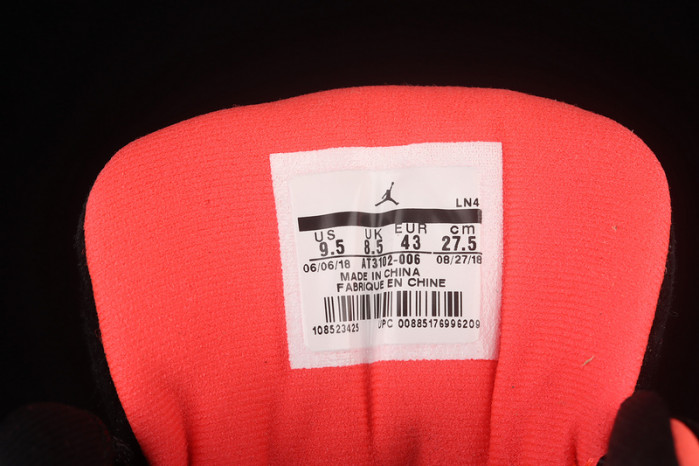 LN4
US UK EUR cm
9.5 8.5 43 27.5
06/06/18 AT3102-006 08/27/18
MADE IN CHINA
FABRIQUE EN CHINE
108523425 UPC 00885176996209